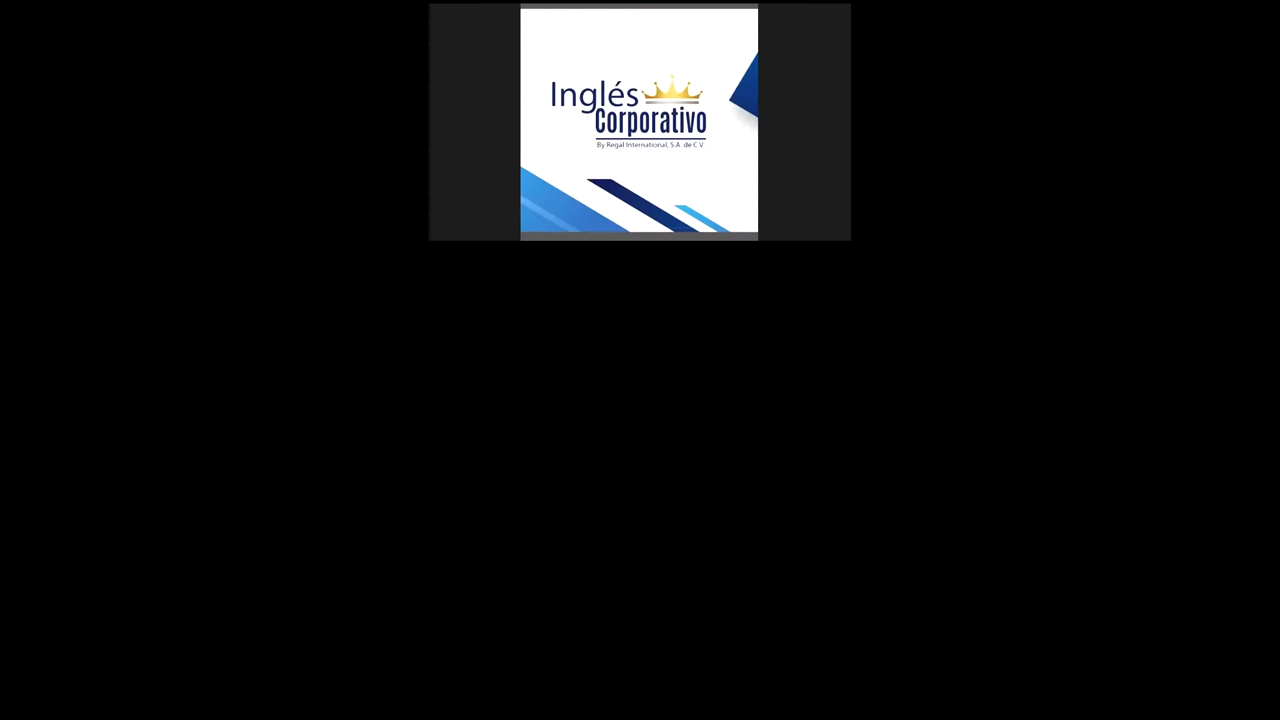 Inglés
Corporativo
By Regal International, S.A. de C.V.